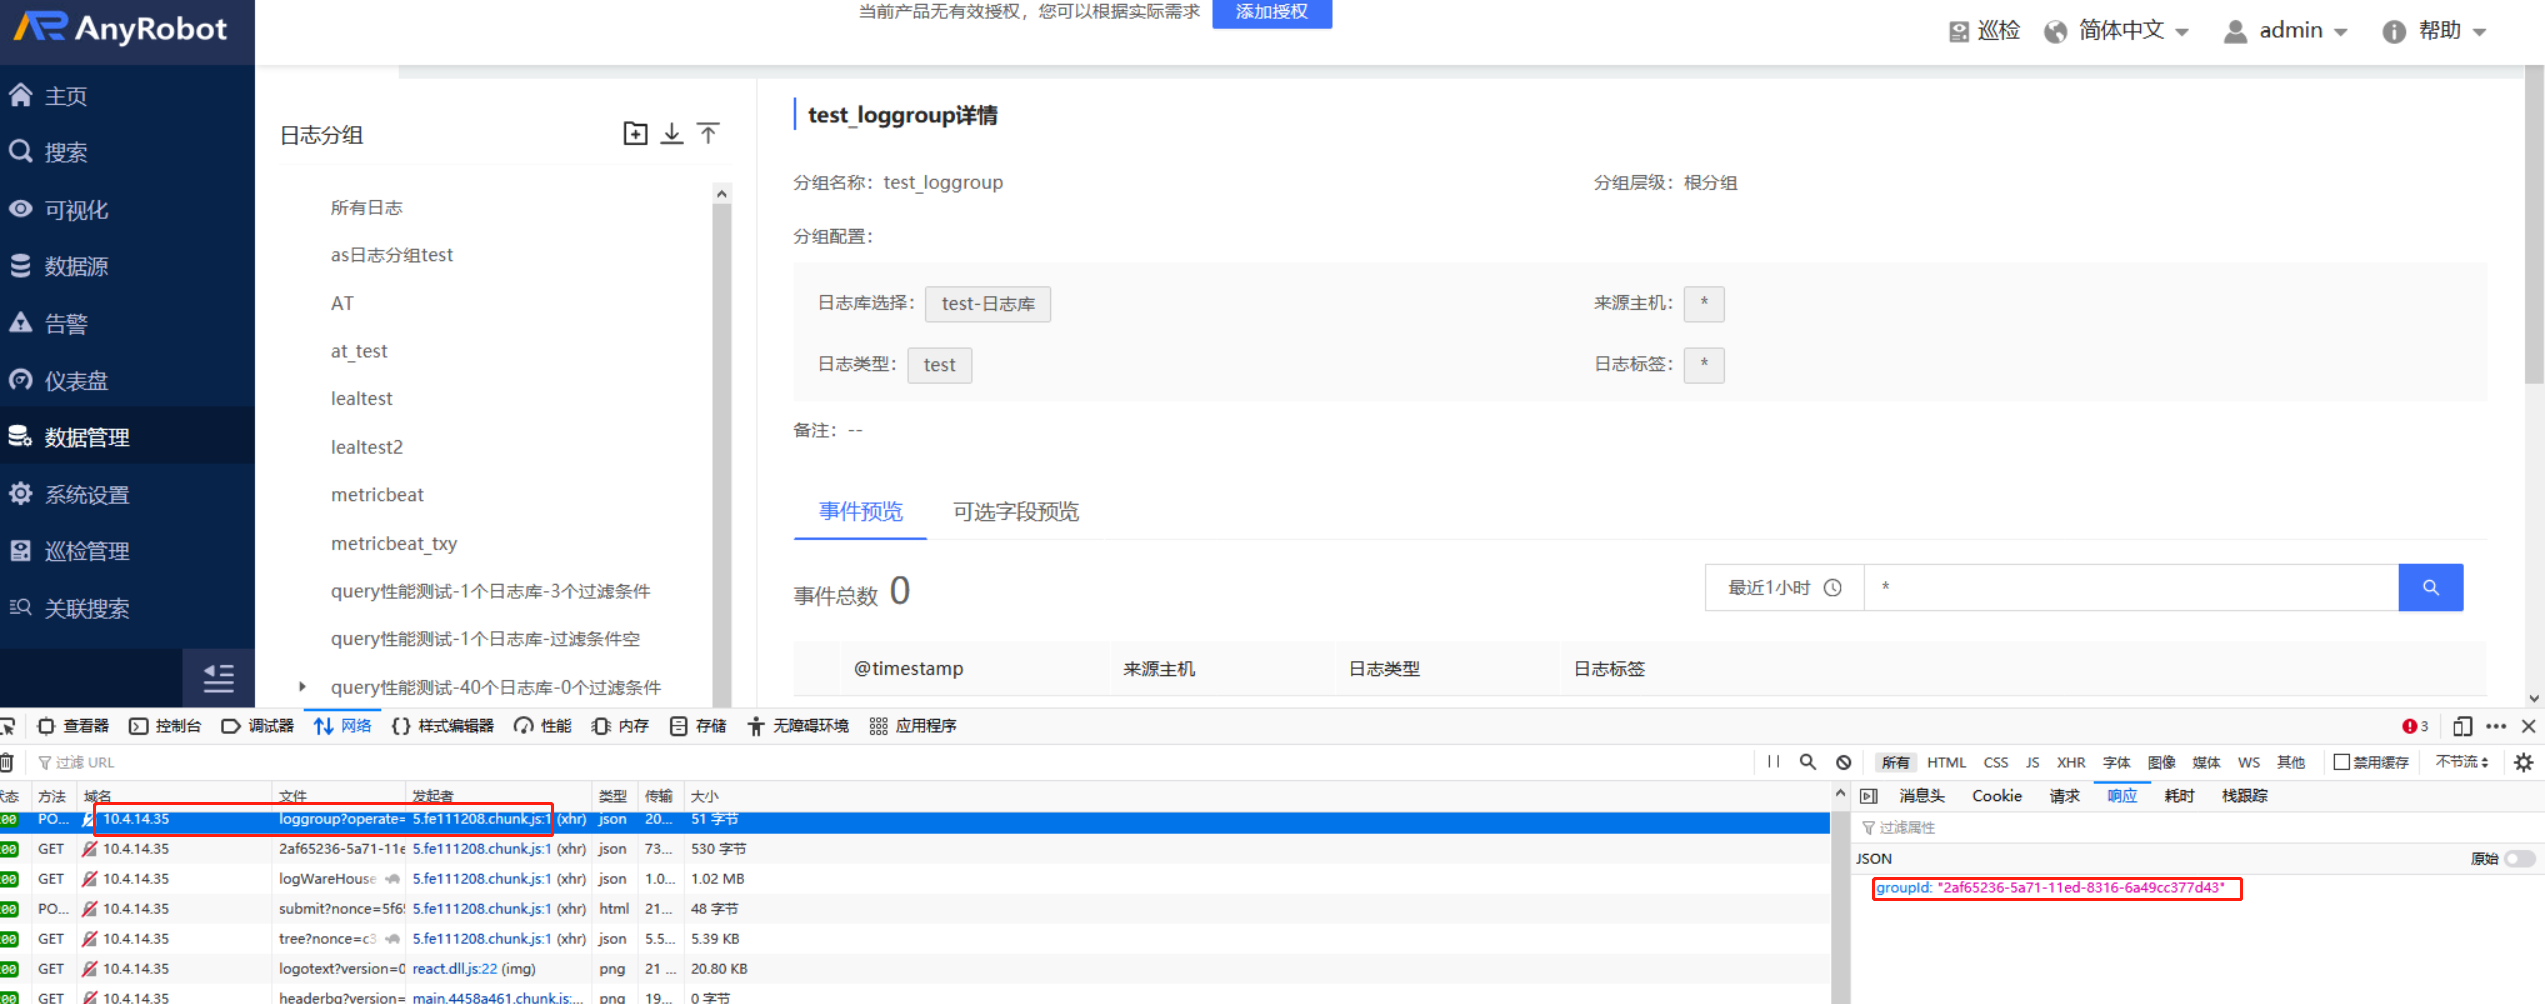 AnyRobot
当前产品无有效授权，您可以根据实际需求 添加授权
巡检 简体中文 admin 帮助
主页
搜索
可视化
数据源
告警
仪表盘
数据管理
系统设置
巡检管理
关联搜索
日志分组
所有日志
as日志分组test
AT
at_test
lealtest
lealtest2
metricbeat
metricbeat_txy
query性能测试-1个日志库-3个过滤条件
query性能测试-1个日志库-过滤条件空
query性能测试-40个日志库-0个过滤条件
test_loggroup详情
分组名称：test_loggroup 分组层级：根分组
分组配置：
日志库选择：test-日志库 来源主机：*
日志类型：test 日志标签：*
备注：--
事件预览 可选字段预览
事件总数 0 最近1小时 *
@timestamp 来源主机 日志类型 日志标签
查看器 控制台 调试器 网络 {} 样式编辑器 性能 内存 存储 无障碍环境 应用程序 3
过滤 URL 所有 HTML CSS JS XHR 字体 图像 媒体 WS 其他 禁用缓存 不节流
方法 域名 文件 发起者 类型 传输 大小
PO... 10.4.14.35 loggroup?operate= 5.fe111208.chunk.js:1 (xhr) json 20... 51 字节
GET 10.4.14.35 2af65236-5a71-11e 5.fe111208.chunk.js:1 (xhr) json 73... 530 字节
GET 10.4.14.35 logWareHouse 5.fe111208.chunk.js:1 (xhr) json 1.0... 1.02 MB
PO... 10.4.14.35 submit?nonce=5f6 5.fe111208.chunk.js:1 (xhr) html 21... 48 字节
GET 10.4.14.35 tree?nonce=c3 5.fe111208.chunk.js:1 (xhr) json 5.5... 5.39 KB
GET 10.4.14.35 logotext?version=0 react.dll.js:22 (img) png 21 ... 20.80 KB
GET 10.4.14.35 headerbg?version= main.4458a461.chunk.js:... png 19... 0 字节
消息头 Cookie 请求 响应 耗时 栈跟踪
过滤属性
JSON 原始
groupId: "2af65236-5a71-11ed-8316-6a49cc377d43"